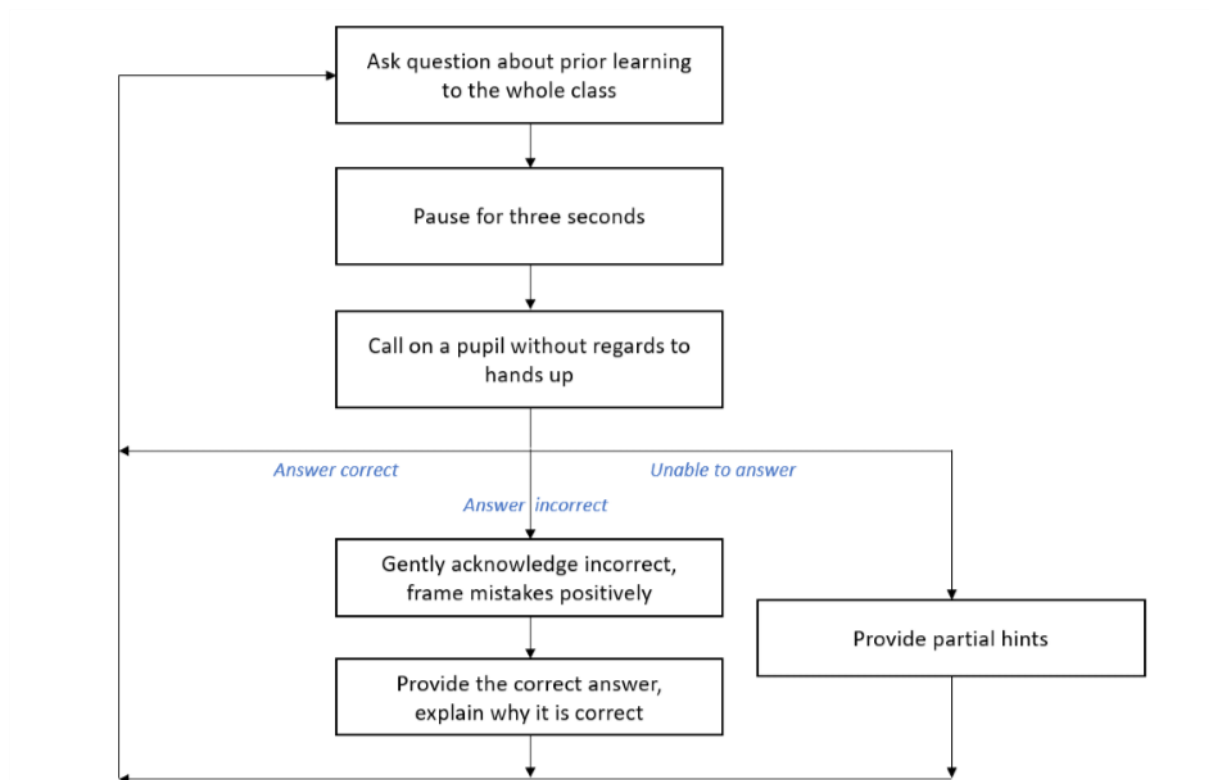 Ask question about prior learning
to the whole class
Pause for three seconds
Call on a pupil without regards to
hands up
Answer correct
Unable to answer
Answer incorrect
Gently acknowledge incorrect,
frame mistakes positively
Provide partial hints
Provide the correct answer,
explain why it is correct